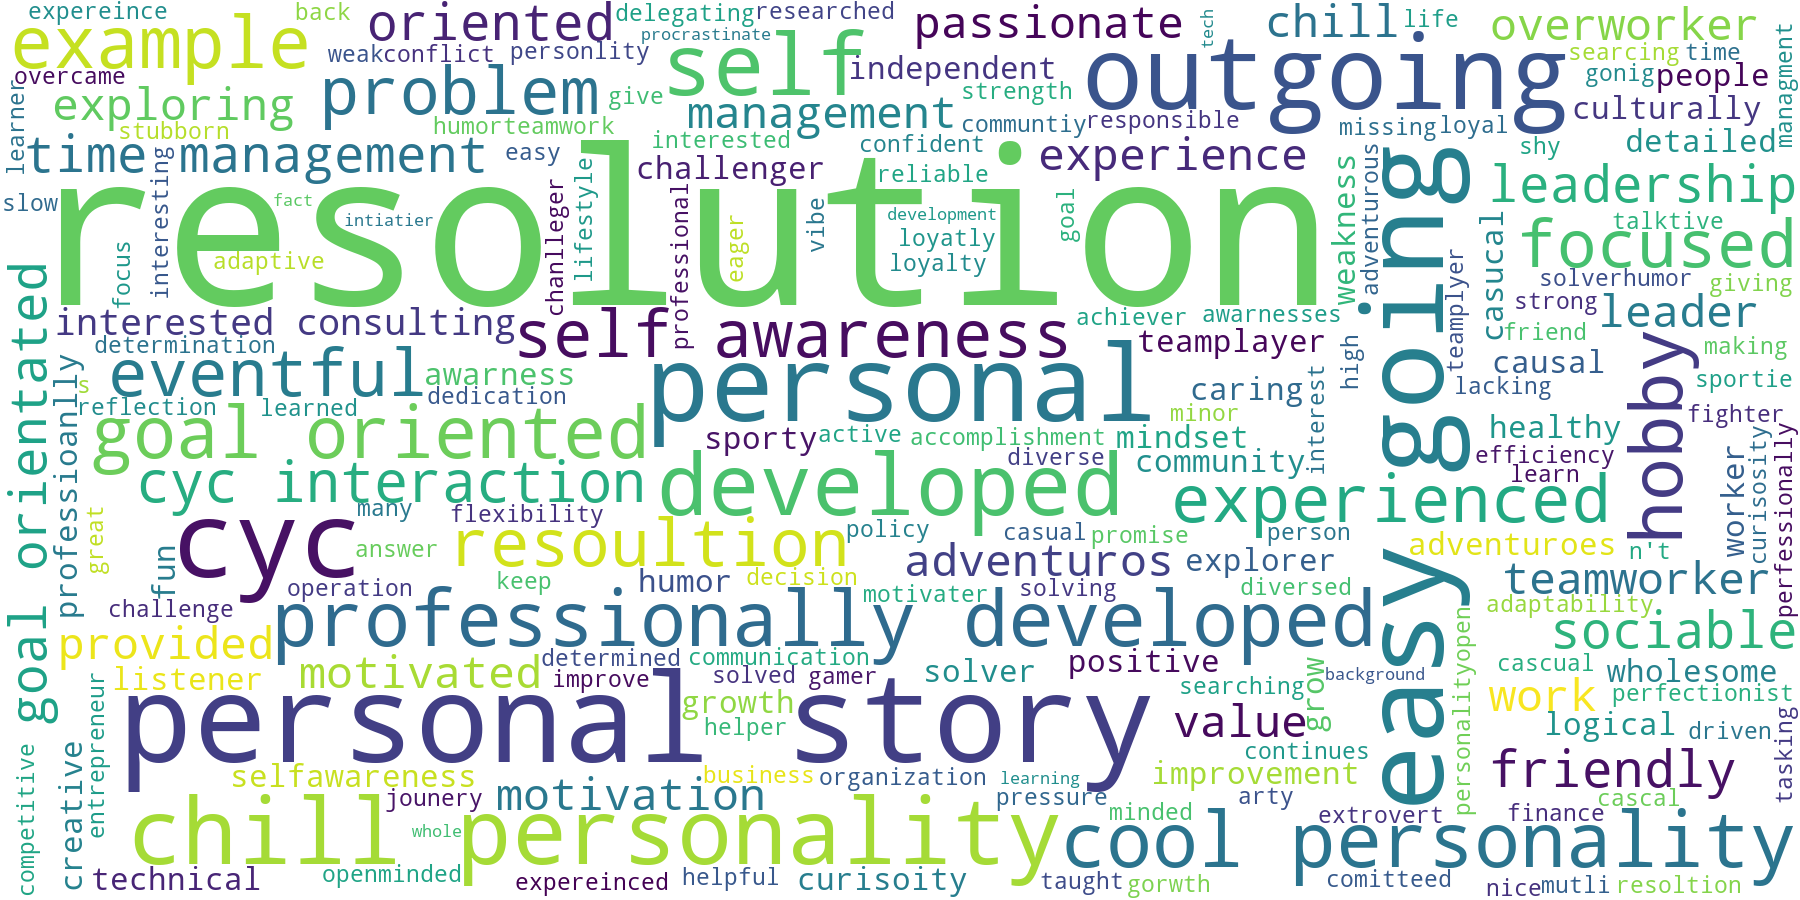 expereince
back
oriented
delegating
researched
passionate
tech
chill
life
overworker
example
weak
conflict
personlity
procrastinate
self
independent
outgoing
searcing
time
managment
overcame
learner
exploring
problem
give
management
strength
gonig
people
culturally
stubborn
humorteamwork
interested
communtiy
responsible
missing
loyal
detailed
time management
easy
challenger
confident
experience
shy
reliable
weakness
adventurous
leadership
slow
interesting
fact
intiatier
resolution
chanlleger
lifestyle
professional
eager
vibe
development
loyatly
loyalty
goal
easy going
casucal
talktive
focused
focus
adaptive
teamplyer
solverhumor
giving
goal orientated
interested consulting
self awareness
achiever
awarnesses
strong
leader
determination
teamplayer
high
friend
making
professioanlly
eventful
awarness
personal
caring
causal
hobby
sportie
s
reflection
learned
dedication
minor
lacking
fighter
goal oriented
sporty
active
accomplishment
mindset
interest
healthy
perfessionally
diverse
community
efficiency
learn
worker
curisosity
cyc interaction
developed
experienced
great
cyc
many
flexibility
policy
casual
promise
person
fun
answer
resoultion
adventuros
explorer
adventuroes
n't
operation
keep
humor
decision
motivater
solving
diversed
teamworker
challenge
professionally developed
personalityopen
adaptability
provided
sociable
listener
motivated
determined
communication
positive
improve
solved
gamer
solver
grow
background
cascual
wholesome
entrepreneur
personal story
growth
searching
work
perfectionist
helper
value
logical
driven
competitive
creative
continues
tasking
selfawareness
business
organization
learning
improvement
friendly
jounery
motivation
pressure
arty
minded
cascal
chill personality
whole
extrovert
finance
cool personality
technical
openminded
expereinced
helpful
curisoity
taught
gorwth
comitteed
nice
mutli
resoltion